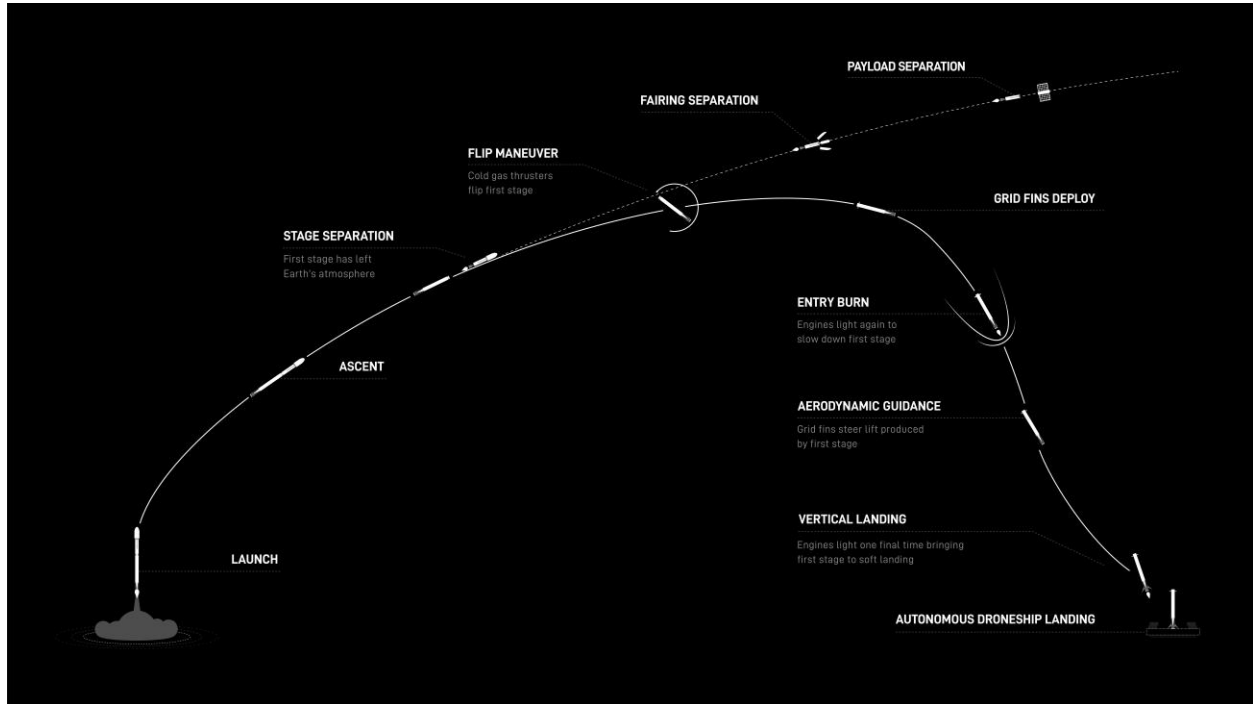 PAYLOAD SEPARATION
FAIRING SEPARATION
FLIP MANEUVER
Cold gas thrusters
flip first stage
GRID FINS DEPLOY
STAGE SEPARATION
First stage has left
Earth's atmosphere
ENTRY BURN
Engines light again to
slow down first stage
ASCENT
AERODYNAMIC GUIDANCE
Grid fins steer lift produced
by first stage
VERTICAL LANDING
Engines light one final time bringing
first stage to soft landing
LAUNCH
AUTONOMOUS DRONESHIP LANDING